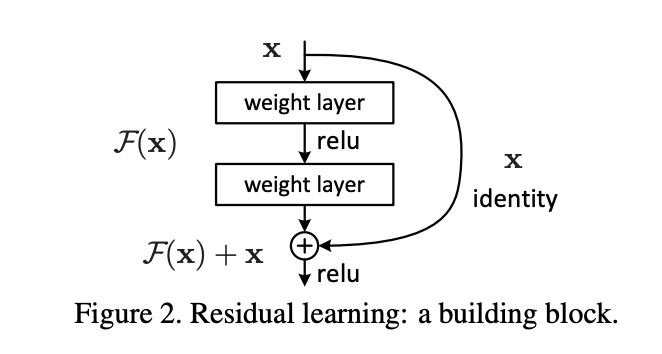 x
weight layer
relu
F(x)
weight layer
x
identity
F(x) + x
relu
Figure 2. Residual learning: a building block.